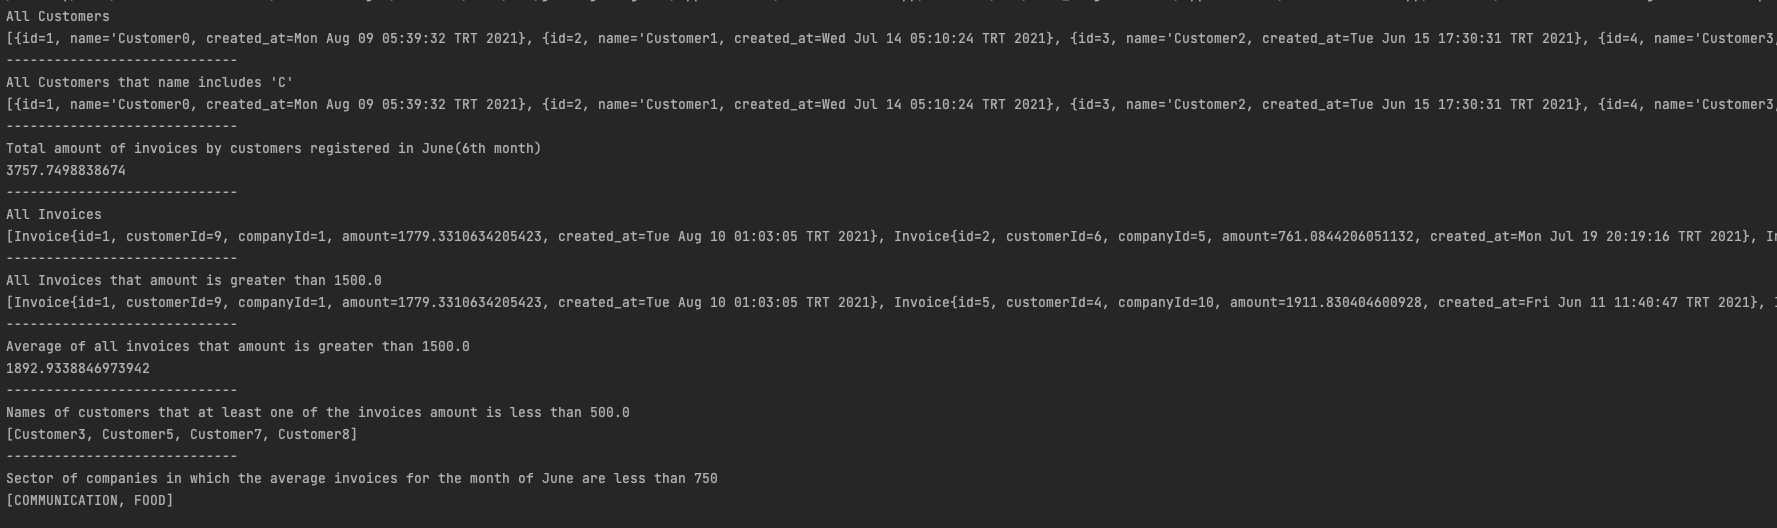 All Customers
[{id=1, name='Customer0, created_at=Mon Aug 09 05:39:32 TRT 2021}, {id=2, name='Customer1, created_at=Wed Jul 14 05:10:24 TRT 2021}, {id=3, name='Customer2, created_at=Tue Jun 15 17:30:31 TRT 2021}, {id=4, name='Customer3,
-----------------------------
All Customers that name includes 'C'
[{id=1, name='Customer0, created_at=Mon Aug 09 05:39:32 TRT 2021}, {id=2, name='Customer1, created_at=Wed Jul 14 05:10:24 TRT 2021}, {id=3, name='Customer2, created_at=Tue Jun 15 17:30:31 TRT 2021}, {id=4, name='Customer3,
-----------------------------
Total amount of invoices by customers registered in June(6th month)
3757.7498838674
-----------------------------
All Invoices
[Invoice{id=1, customerId=9, companyId=1, amount=1779.3310634205423, created_at=Tue Aug 10 01:03:05 TRT 2021}, Invoice{id=2, customerId=6, companyId=5, amount=761.0844206051132, created_at=Mon Jul 19 20:19:16 TRT 2021}, In
-----------------------------
All Invoices that amount is greater than 1500.0
[Invoice{id=1, customerId=9, companyId=1, amount=1779.3310634205423, created_at=Tue Aug 10 01:03:05 TRT 2021}, Invoice{id=5, customerId=4, companyId=10, amount=1911.830404600928, created_at=Fri Jun 11 11:40:47 TRT 2021},
-----------------------------
Average of all invoices that amount is greater than 1500.0
1892.9338846973942
-----------------------------
Names of customers that at least one of the invoices amount is less than 500.0
[Customer3, Customer5, Customer7, Customer8]
-----------------------------
Sector of companies in which the average invoices for the month of June are less than 750
[COMMUNICATION, FOOD]